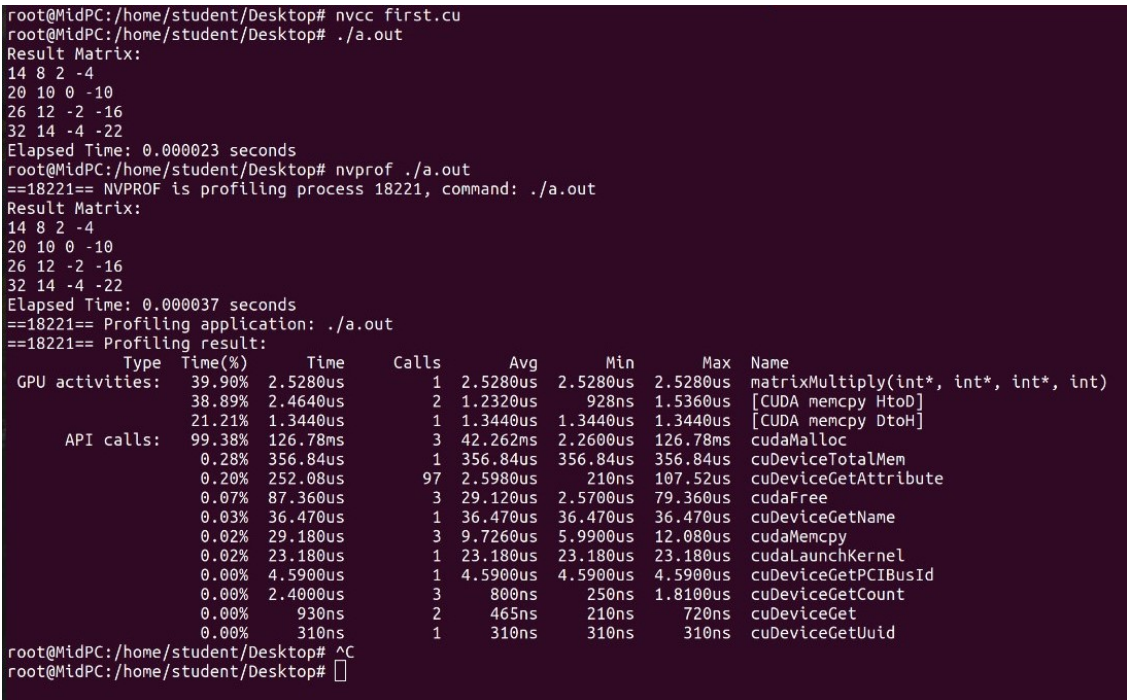 root@MidPC:/home/student/Desktop# nvcc first.cu
root@MidPC:/home/student/Desktop# ./a.out
Result Matrix:
14 8 2 -4
20 10 0 -10
26 12 -2 -16
32 14 -4 -22
Elapsed Time: 0.000023 seconds
root@MidPC:/home/student/Desktop# nvprof ./a.out
==18221== NVPROF is profiling process 18221, command: ./a.out
Result Matrix:
14 8 2 -4
20 10 0 -10
26 12 -2 -16
32 14 -4 -22
Elapsed Time: 0.000037 seconds
==18221== Profiling application: ./a.out
==18221== Profiling result:
            Type  Time(%)      Time     Calls       Avg       Min       Max  Name
 GPU activities:   39.90%  2.5280us         1  2.5280us  2.5280us  2.5280us  matrixMultiply(int*, int*, int*, int)
                   38.89%  2.4640us         2  1.2320us     928ns  1.5360us  [CUDA memcpy HtoD]
                   21.21%  1.3440us         1  1.3440us  1.3440us  1.3440us  [CUDA memcpy DtoH]
      API calls:   99.38%  126.78ms         3  42.262ms  2.2600us  126.78ms  cudaMalloc
                    0.28%  356.84us         1  356.84us  356.84us  356.84us  cuDeviceTotalMem
                    0.20%  252.08us        97  2.5980us     210ns  107.52us  cuDeviceGetAttribute
                    0.07%  87.360us         3  29.120us  2.5700us  79.360us  cudaFree
                    0.03%  36.470us         1  36.470us  36.470us  36.470us  cuDeviceGetName
                    0.02%  29.180us         3  9.7260us  5.9900us  12.080us  cudaMemcpy
                    0.02%  23.180us         1  23.180us  23.180us  23.180us  cudaLaunchKernel
                    0.00%  4.5900us         1  4.5900us  4.5900us  4.5900us  cuDeviceGetPCIBusId
                    0.00%  2.4000us         3     800ns     250ns  1.8100us  cuDeviceGetCount
                    0.00%     930ns         2     465ns     210ns     720ns  cuDeviceGet
                    0.00%     310ns         1     310ns     310ns     310ns  cuDeviceGetUuid
root@MidPC:/home/student/Desktop# ^C
root@MidPC:/home/student/Desktop#